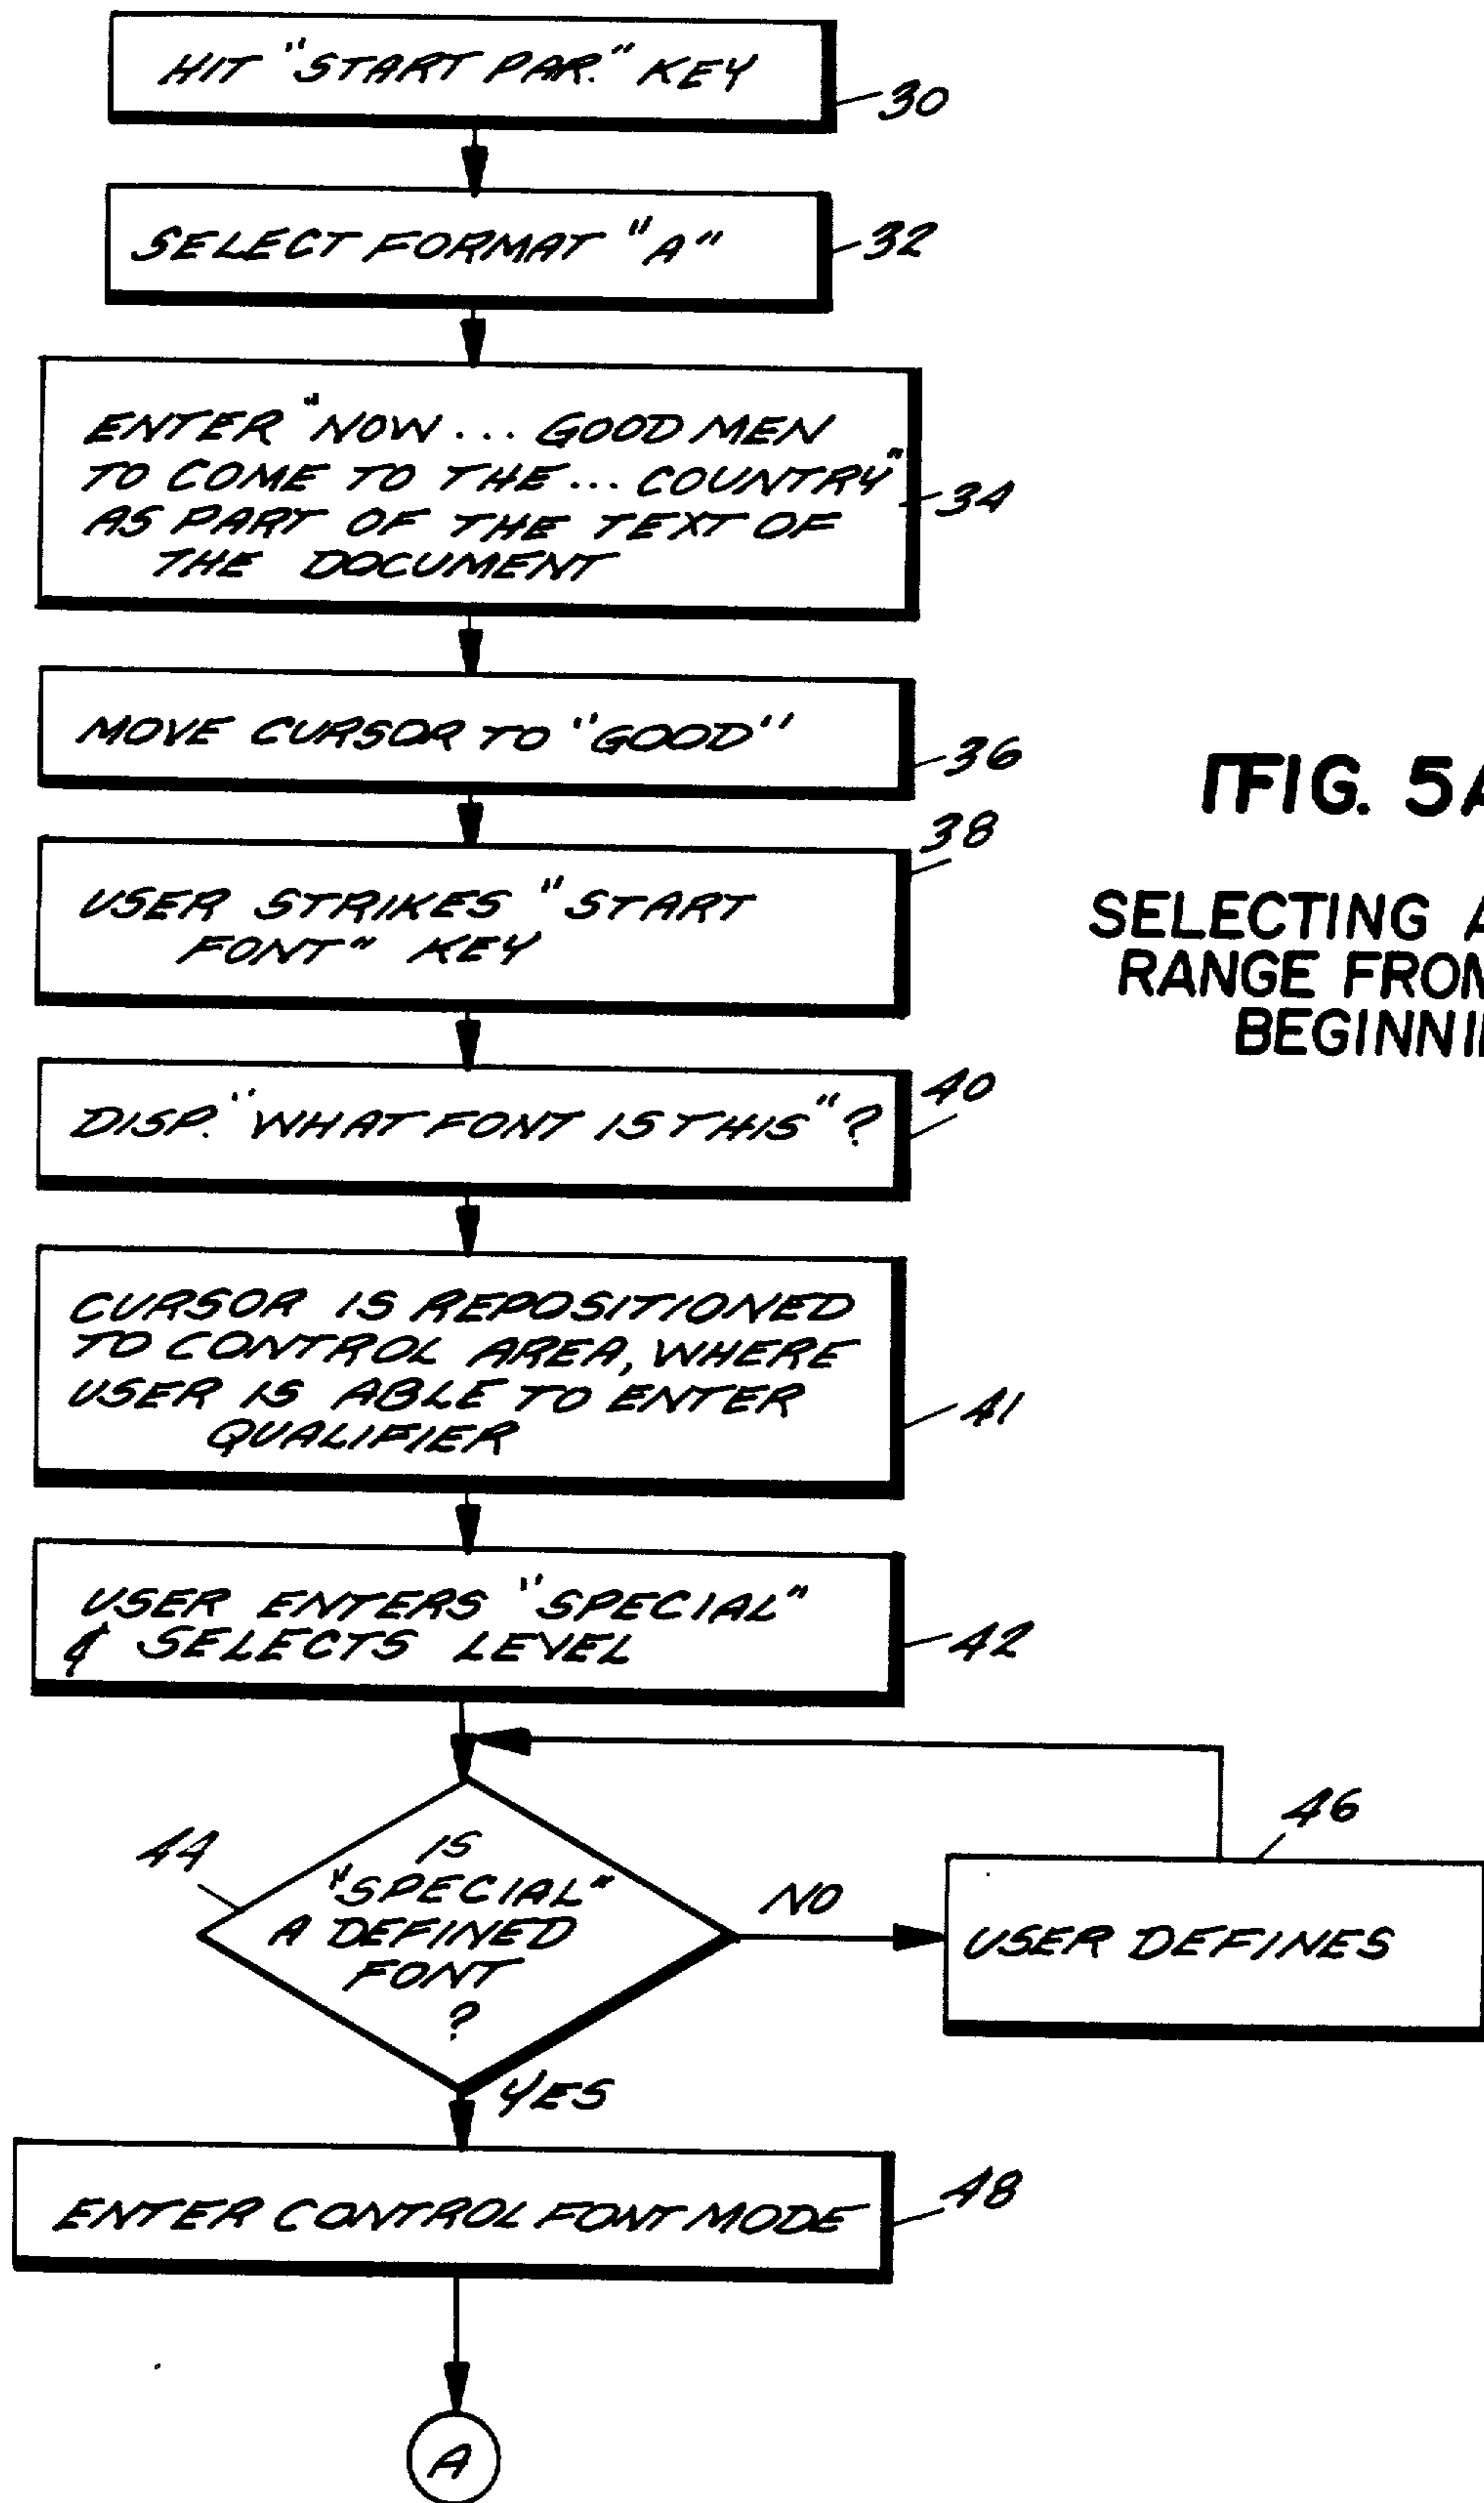 HIT "START PAR." KEY
30
SELECT FORMAT "A"
32
ENTER "NOW... GOOD MEN
TO COME TO THE... COUNTRY"
AS PART OF THE TEXT OF
THE DOCUMENT
34
MOVE CURSOR TO "GOOD"
36
USER STRIKES "START
FONT" KEY
38
FIG. 5A
SELECTING A
RANGE FROM
BEGINNI
DISP. "WHAT FONT IS THIS"?
40
CURSOR IS REPOSITIONED
TO CONTROL AREA, WHERE
USER IS ABLE TO ENTER
QUALIFIER
41
USER ENTERS "SPECIAL"
& SELECTS LEVEL
42
44
IS
"SPECIAL"
A DEFINED
FONT
?
NO
46
USER DEFINES
YES
ENTER CONTROL FONT MODE
48
A